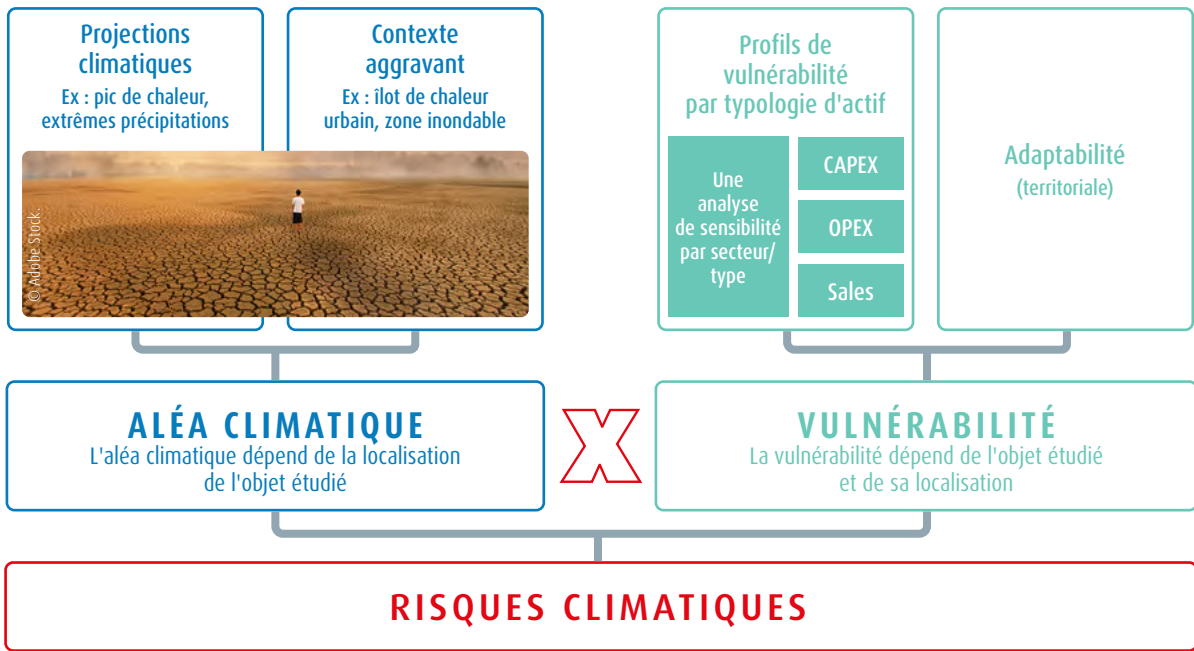 Projections
climatiques
Ex : pic de chaleur,
extrêmes précipitations
Contexte
aggravant
Ex : îlot de chaleur
urbain, zone inondable
© Adobe Stock.
Profils de
vulnérabilité
par typologie d'actif
Une
analyse
de sensibilité
par secteur/
type
CAPEX
OPEX
Sales
Adaptabilité
(territoriale)
ALÉA CLIMATIQUE
L'aléa climatique dépend de la localisation
de l'objet étudié
X
VULNÉRABILITÉ
La vulnérabilité dépend de l'objet étudié
et de sa localisation
RISQUES CLIMATIQUES